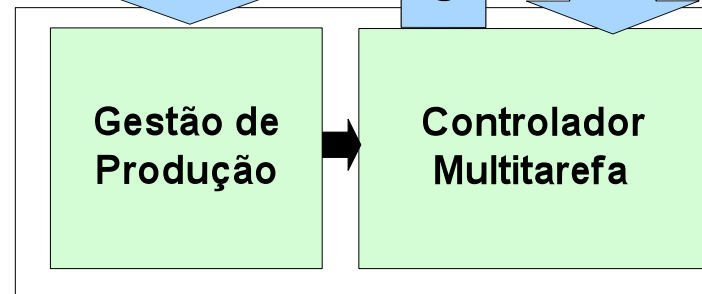 Gestão de
Produção
Controlador
Multitarefa